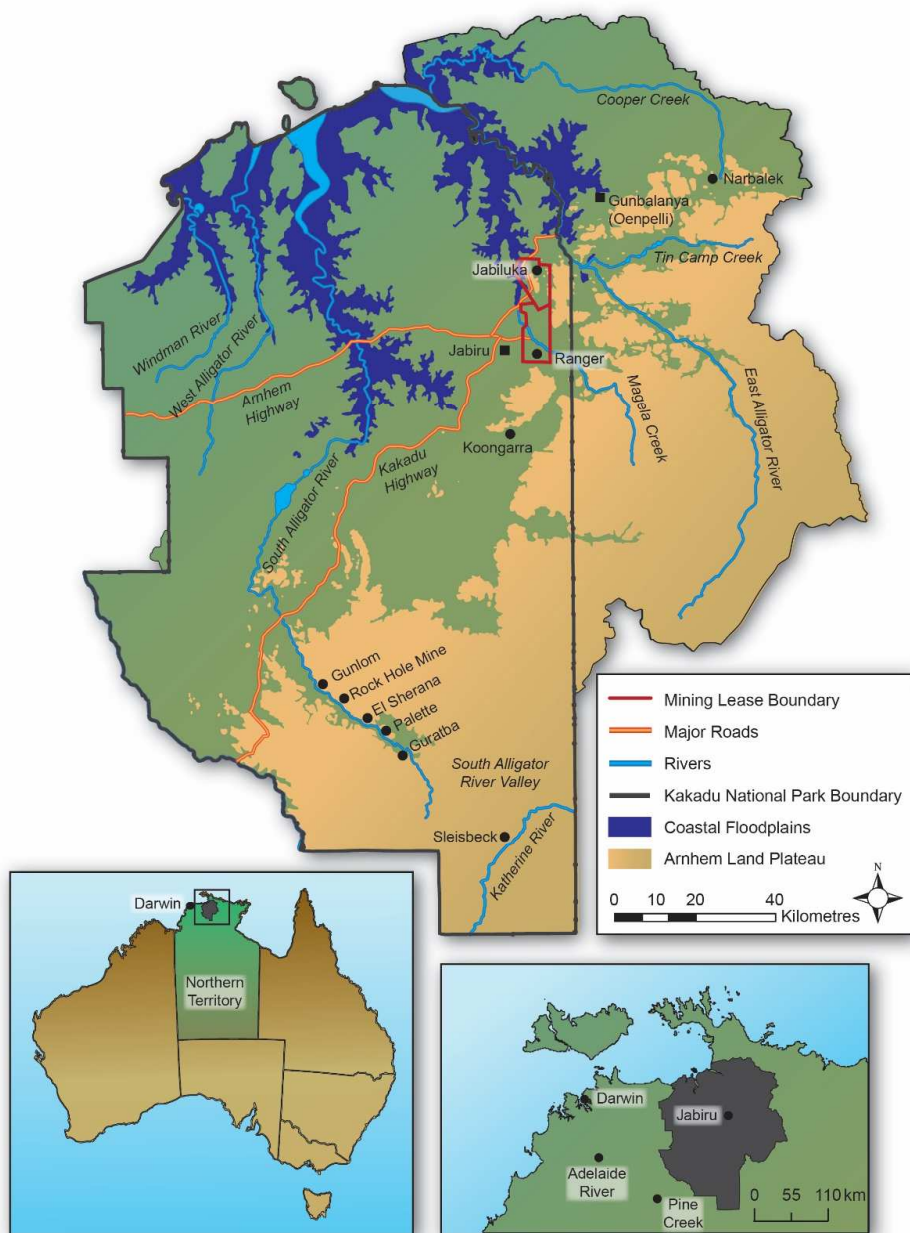 Cooper Creek
Narbalek
Gunbalanya
(Oenpelli)
Tin Camp Creek
Jabiluka
Windman River
West Alligator River
Arnhem
Highway
Jabiru
Ranger
Magela Creek
East Alligator River
Koongarra
Kakadu
Highway
South Alligator River
Gunlom
Rock Hole Mine
El Sherana
Palette
Guratba
South Alligator
River Valley
Sleisbeck
Katherine River
Mining Lease Boundary
Major Roads
Rivers
Kakadu National Park Boundary
Coastal Floodplains
Arnhem Land Plateau
N
0 10 20 40
Kilometres
Darwin
Northern
Territory
Darwin
Jabiru
Adelaide
River
Pine
Creek
0 55 110 km